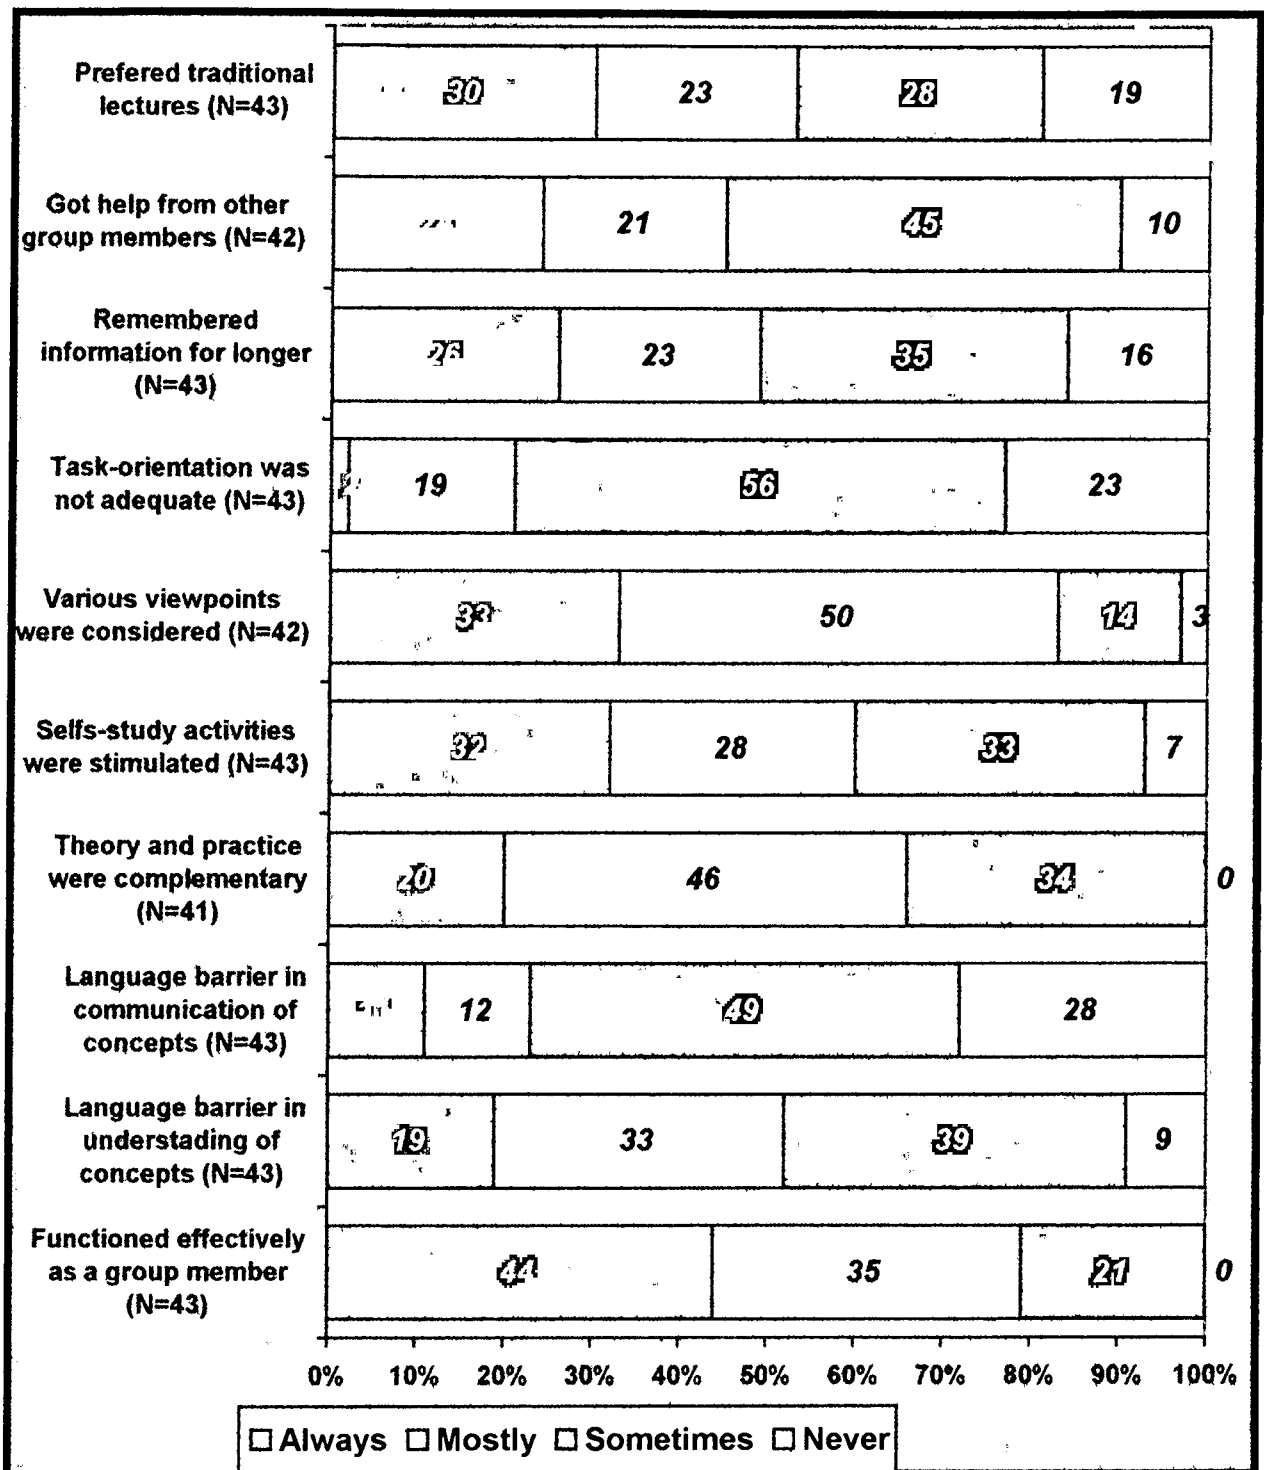 Prefered traditional
lectures (N=43)
30 23 28 19
Got help from other
group members (N=42)
21 45 10
Remembered
information for longer
(N=43)
26 23 35 16
Task-orientation was
not adequate (N=43)
19 56 23
Various viewpoints
were considered (N=42)
33 50 14 3
Selfs-study activities
were stimulated (N=43)
32 28 33 7
Theory and practice
were complementary
(N=41)
20 46 34 0
Language barrier in
communication of
concepts (N=43)
12 49 28
Language barrier in
understading of
concepts (N=43)
19 33 39 9
Functioned effectively
as a group member
(N=43)
44 35 21 0
0% 10% 20% 30% 40% 50% 60% 70% 80% 90% 100%
Always Mostly Sometimes Never